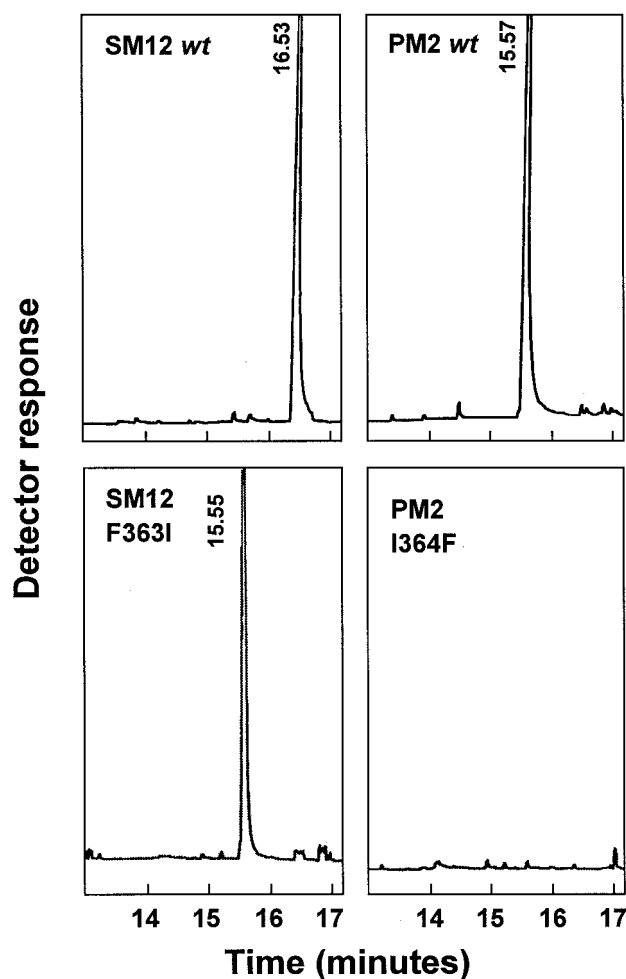 SM12 wt
16.53
PM2 wt
15.57
Detector response
SM12
F363I
15.55
PM2
I364F
14 15 16 17
14 15 16 17
Time (minutes)